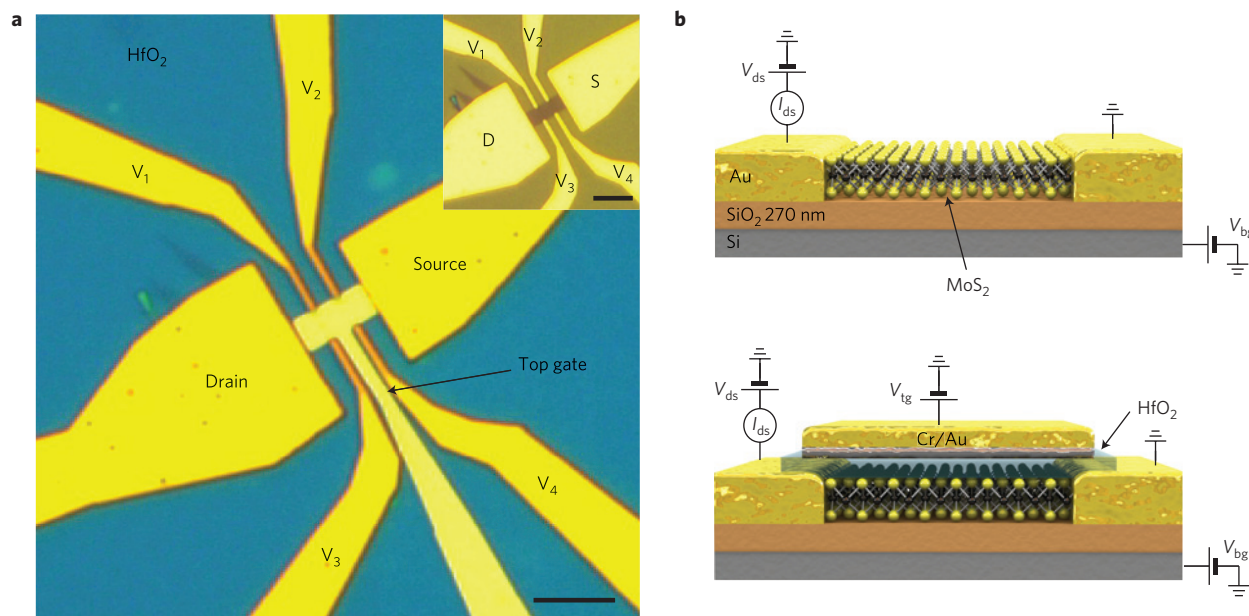 a
HfO₂
V₁
V₂
Source
Drain
Top gate
V₃
V₄
V₁
V₂
S
D
V₃
V₄
b
Vds
Ids
Au
SiO₂ 270 nm
Si
MoS₂
Vbg
Vds
Ids
Vtg
Cr/Au
HfO₂
Vbg